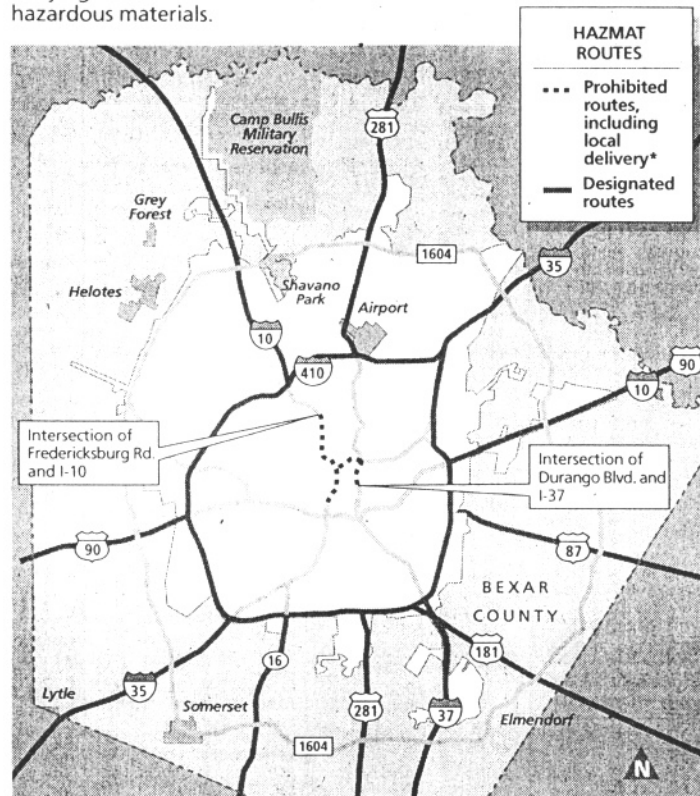 hazardous materials.
HAZMAT
ROUTES
Prohibited
routes,
including
local
delivery*
Designated
routes
Camp Bullis
Military
Reservation
281
Grey
Forest
1604
35
Helotes
Shavano
Park
Airport
10
410
90
10
Intersection of
Fredericksburg Rd.
and I-10
Intersection of
Durango Blvd. and
I-37
90
87
BEXAR
COUNTY
181
16
Lytle
35
Somerset
281
37
Elmendorf
1604
N